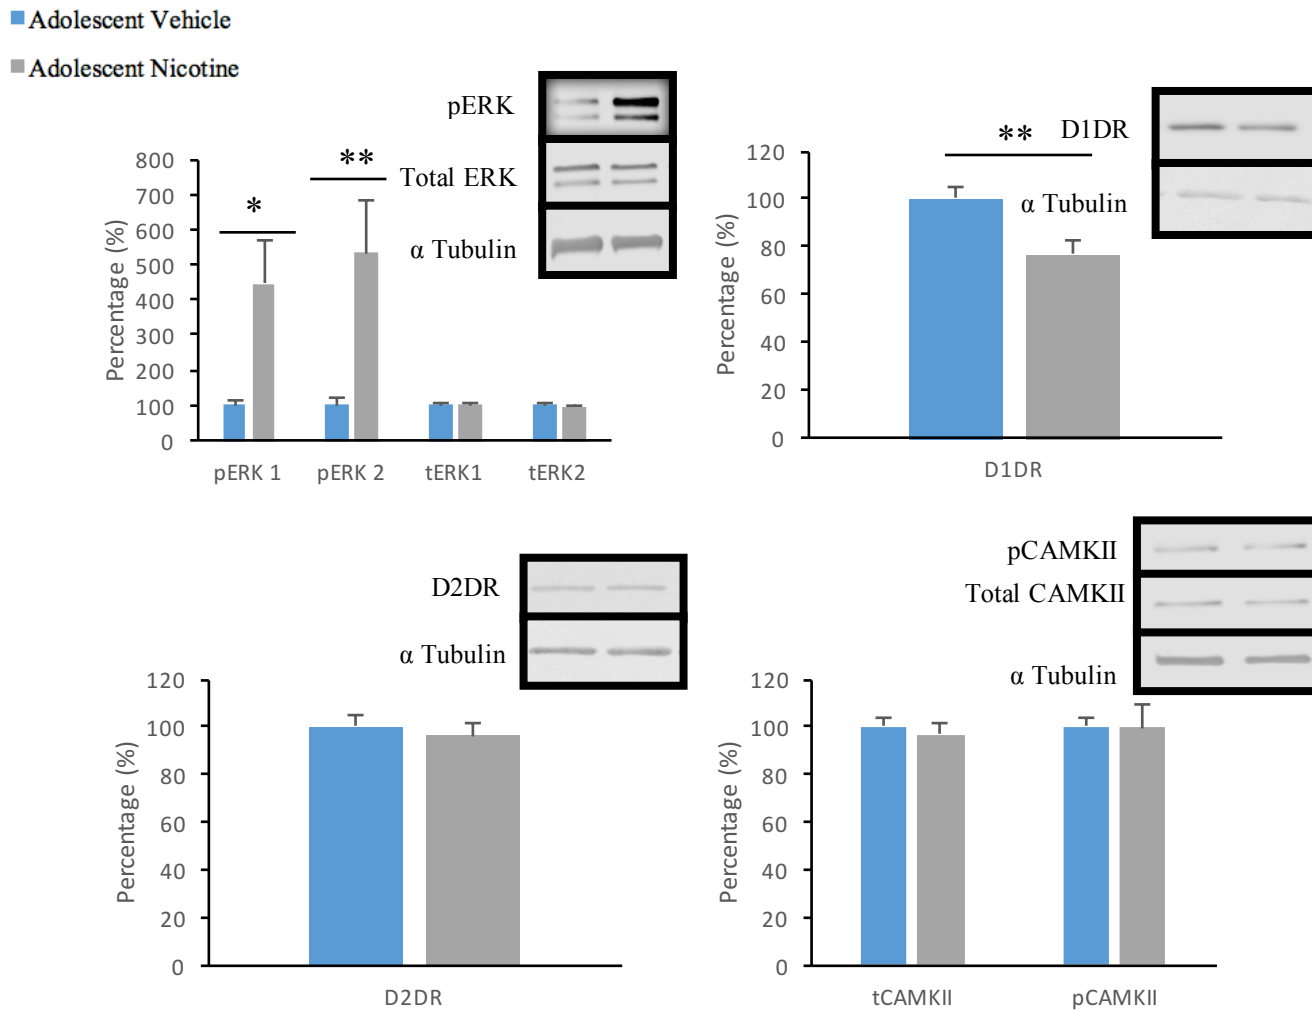 Adolescent Vehicle
Adolescent Nicotine
pERK
Total ERK
α Tubulin
**
*
800
700
600
500
400
300
200
100
0
Percentage (%)
pERK 1 pERK 2 tERK1 tERK2
D1DR
α Tubulin
**
120
100
80
60
40
20
0
Percentage (%)
D1DR
D2DR
α Tubulin
120
100
80
60
40
20
0
Percentage (%)
D2DR
pCAMKII
Total CAMKII
α Tubulin
120
100
80
60
40
20
0
Percentage (%)
tCAMKII pCAMKII